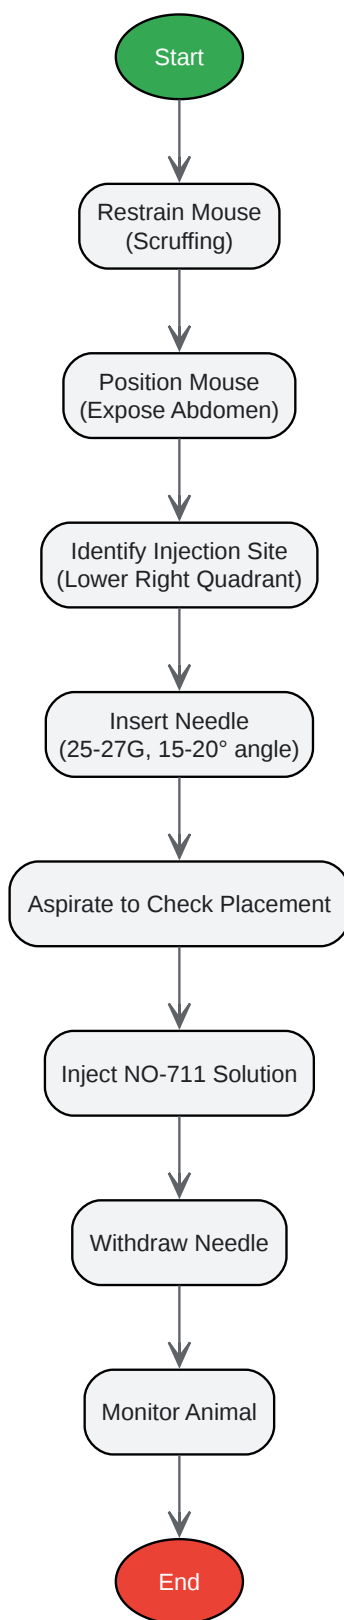 Start
Restrain Mouse
(Scruffing)
Position Mouse
(Expose Abdomen)
Identify Injection Site
(Lower Right Quadrant)
Insert Needle
(25-27G, 15-20° angle)
Aspirate to Check Placement
Inject NO-711 Solution
Withdraw Needle
Monitor Animal
End